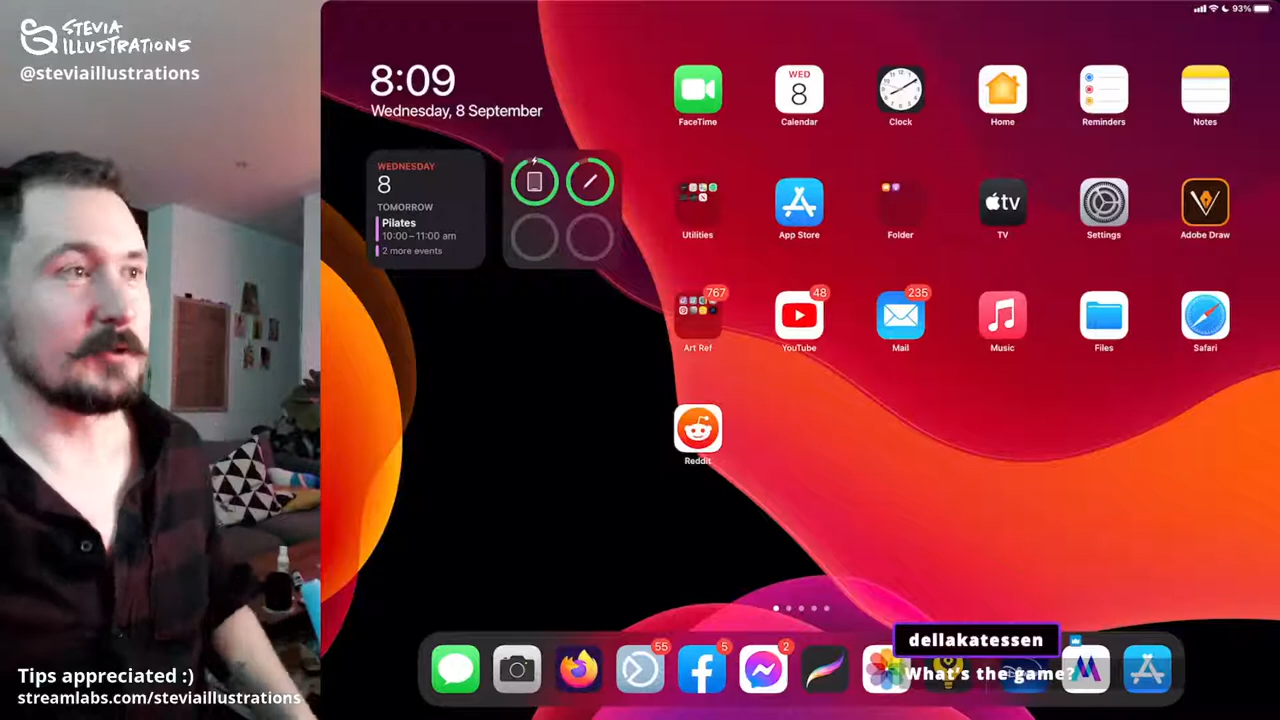 STEVIA
ILLUSTRATIONS
@steviaillustrations
93%
8:09
Wednesday, 8 September
WEDNESDAY
8
TOMORROW
Pilates
10:00–11:00 am
2 more events
FaceTime
WED
8
Calendar
Clock
Home
Reminders
Notes
Utilities
App Store
Folder
tv
TV
Settings
Adobe Draw
767
Art Ref
48
YouTube
235
Mail
Music
Files
Safari
Reddit
55
5
2
dellakatessen
What's the game?
Tips appreciated :)
streamlabs.com/steviaillustrations